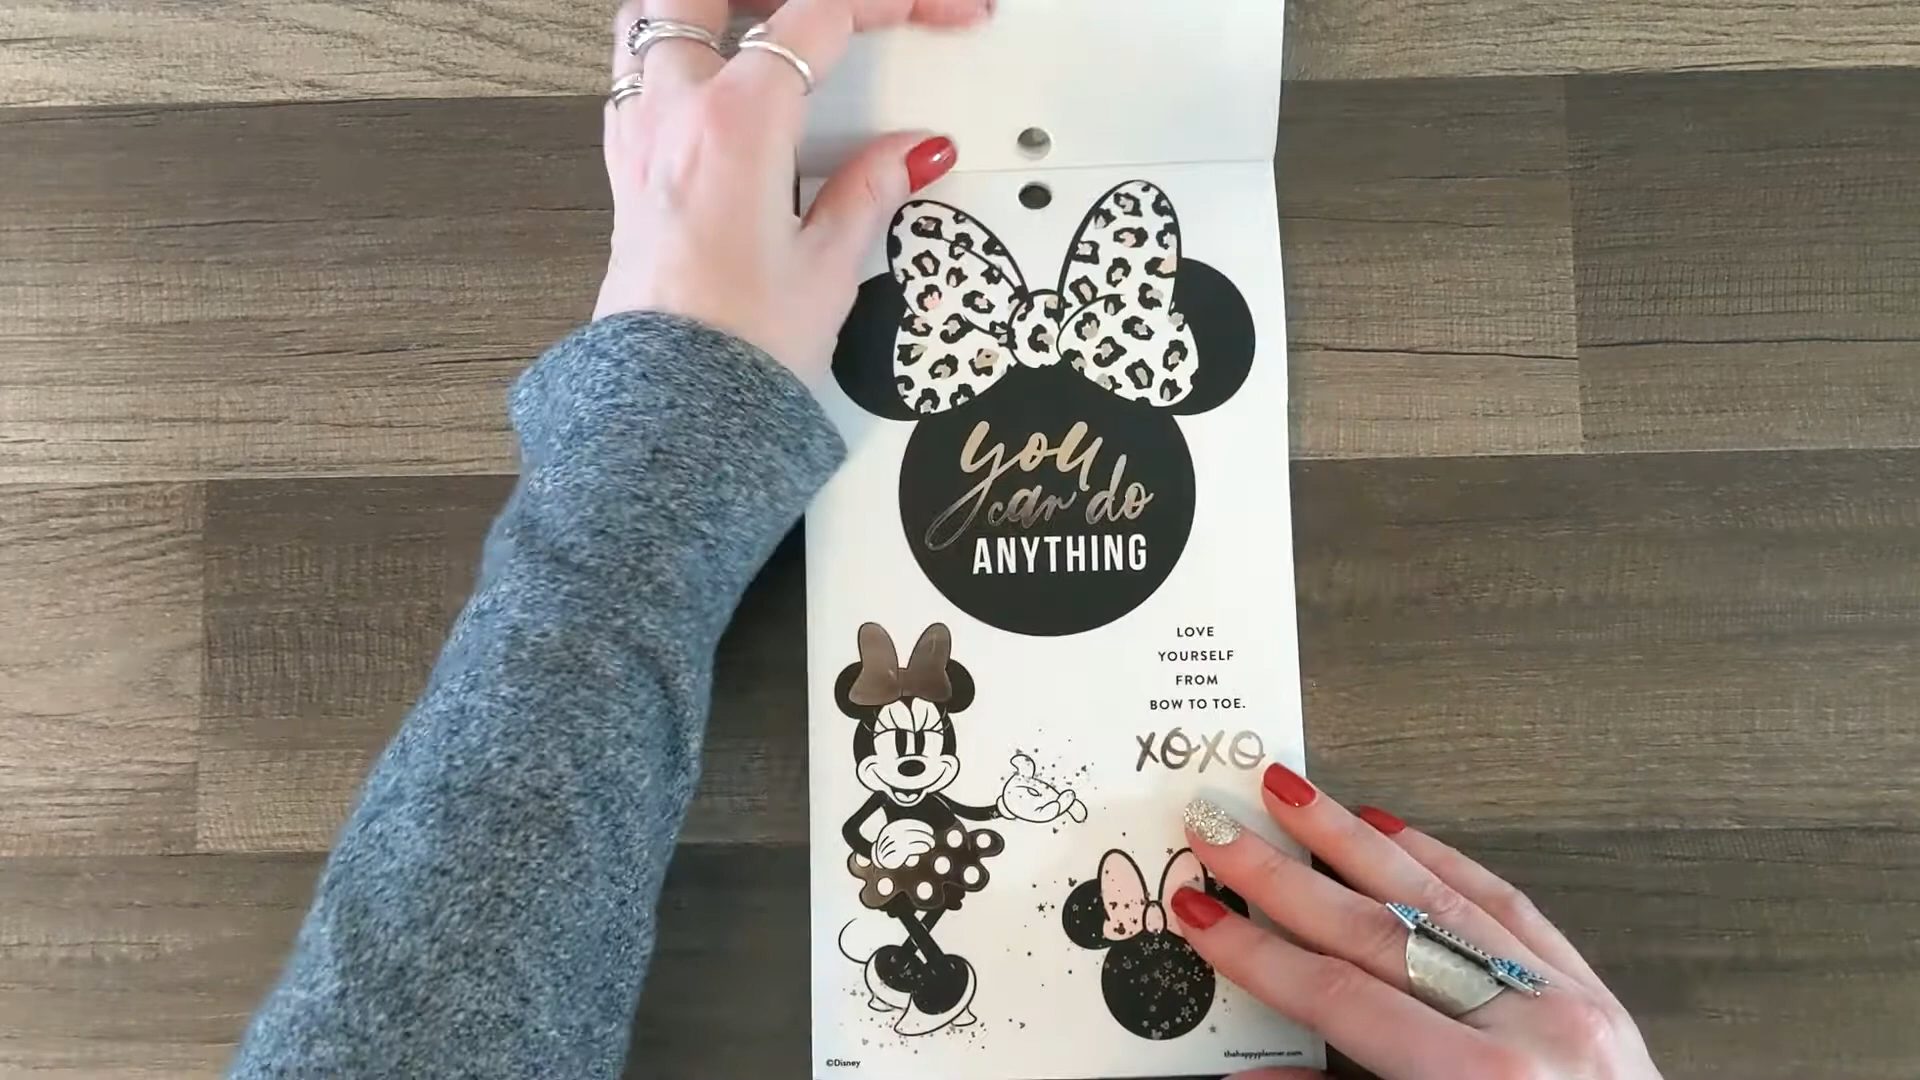 you
can do
ANYTHING
LOVE
YOURSELF
FROM
BOW TO TOE.
XOXO
©Disney
thehappyplanner.com